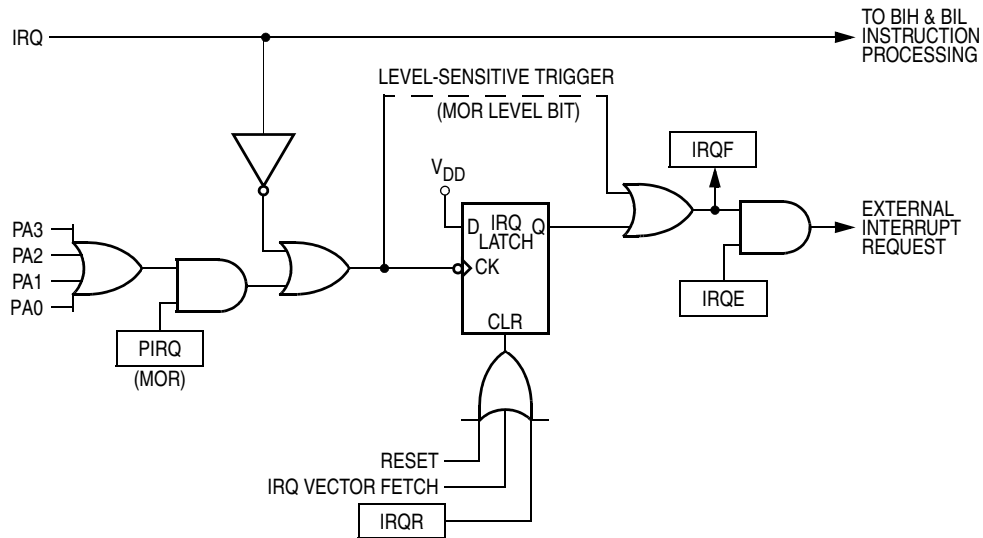 TO BIH & BIL
INSTRUCTION
PROCESSING
IRQ
LEVEL-SENSITIVE TRIGGER
(MOR LEVEL BIT)
IRQF
VDD
EXTERNAL
INTERRUPT
REQUEST
PA3
PA2
PA1
PA0
D IRQ Q
LATCH
CK
CLR
IRQE
PIRQ
(MOR)
RESET
IRQ VECTOR FETCH
IRQR